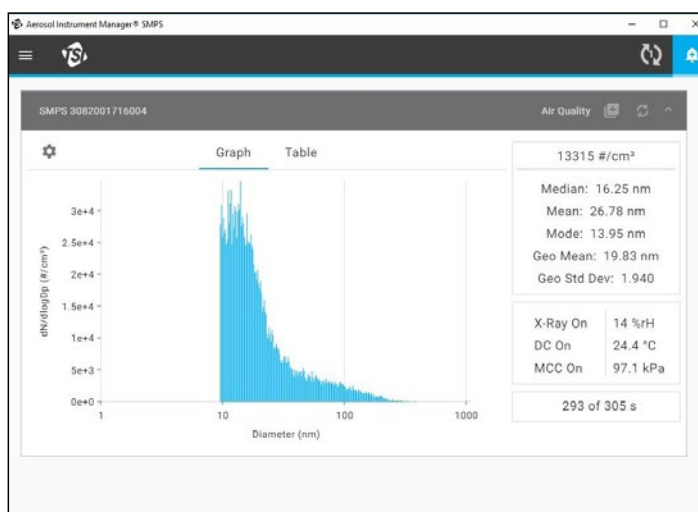 Aerosol Instrument Manager® SMPS
TSI
SMPS 3082001716004
Air Quality
Graph Table
13315 #/cm³
Median: 16.25 nm
Mean: 26.78 nm
Mode: 13.95 nm
Geo Mean: 19.83 nm
Geo Std Dev: 1.940
X-Ray On 14 %rH
DC On 24.4 °C
MCC On 97.1 kPa
293 of 305 s
dN/dlogDp (#/cm³)
3e+4
2.5e+4
2e+4
1.5e+4
1e+4
5e+3
0e+0
1 10 100 1000
Diameter (nm)